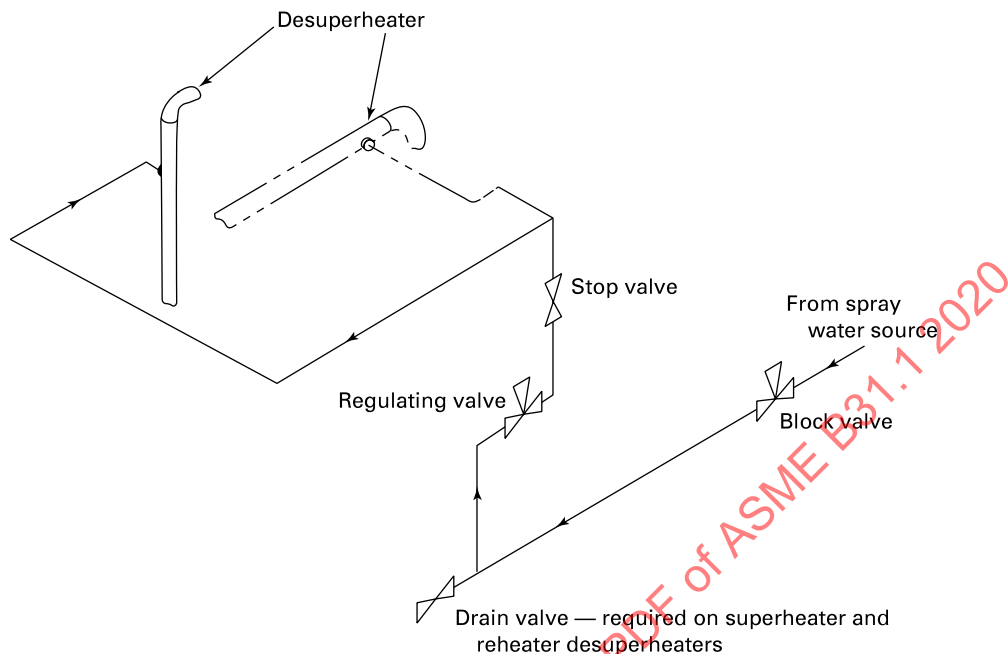 Desuperheater
Stop valve
From spray
water source
Regulating valve
Block valve
Drain valve — required on superheater and
reheater desuperheaters
PDF of ASME B31.1 2020